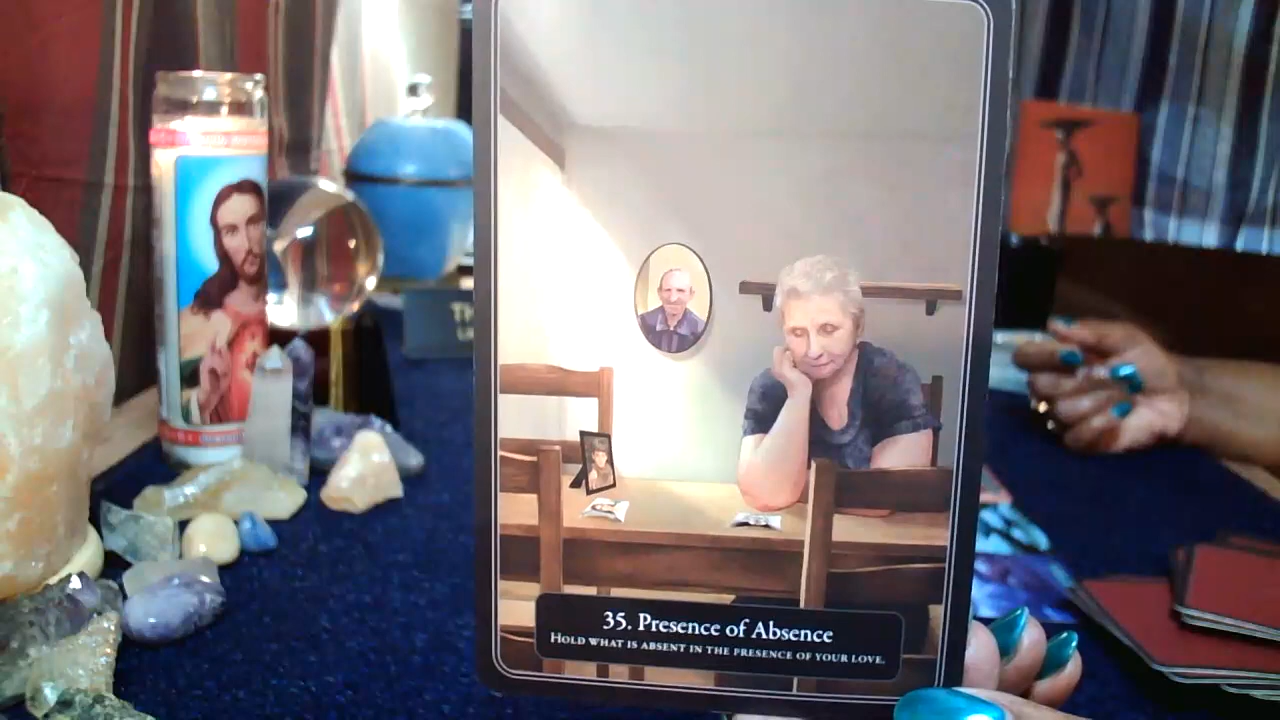 35. Presence of Absence
Hold what is absent in the presence of your love.